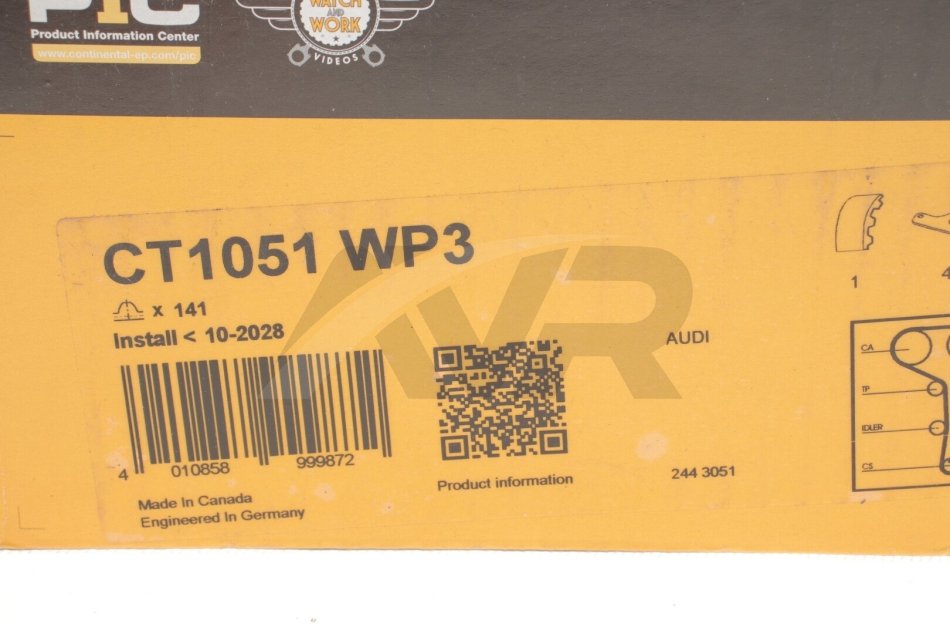 PIC
Product Information Center
www.continental-ep.com/pic
WATCH
AND
WORK
VIDEOS
CT1051 WP3
x 141
Install < 10-2028
4 010858 999872
Made In Canada
Engineered In Germany
Product information
AUDI
244 3051
1
4
CA
TP
IDLER
CS
AVR